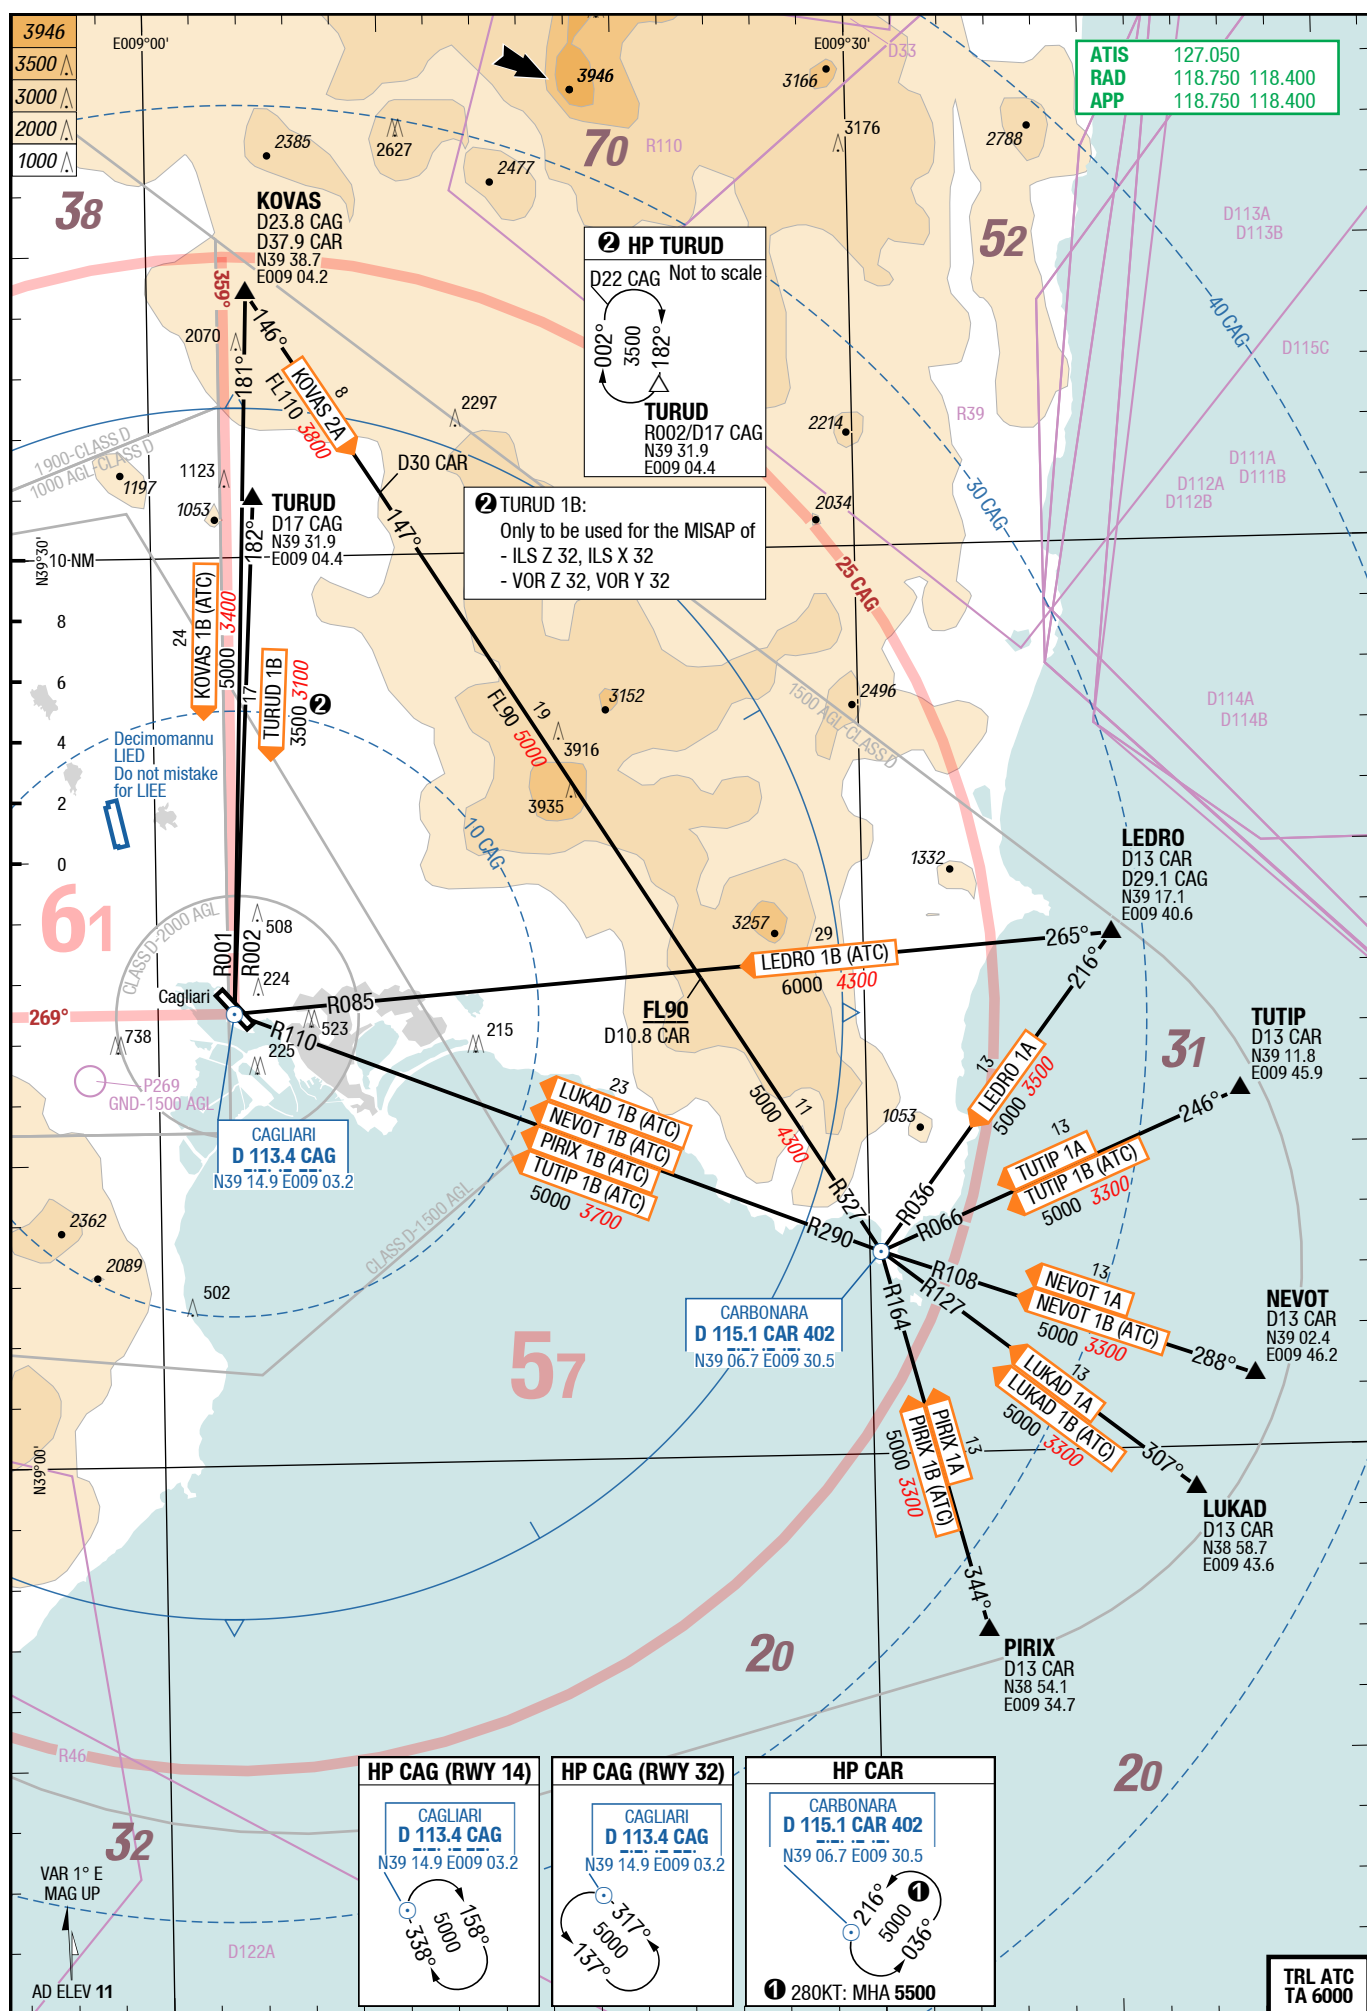 3946
3500
3000
2000
1000
E009°00'
E009°30'
ATIS 127.050
RAD 118.750 118.400
APP 118.750 118.400
3946
3166
D33
2385
2627
2477
70
R110
3176
2788
38
52
KOVAS
D23.8 CAG
D37.9 CAR
N39 38.7
E009 04.2
359°
2070
181°
146°
KOVAS 2A
8
FL110 3800
2297
❷ HP TURUD
D22 CAG Not to scale
002°
3500
182°
TURUD
R002/D17 CAG
N39 31.9
E009 04.4
D113A
D113B
40 CAG
D115C
R39
2214
D111A
D111B
D112A
D112B
30 CAG
1900-CLASS D
1000 AGL-CLASS D
1197
1123
1053
D30 CAR
147°
TURUD
D17 CAG
N39 31.9
E009 04.4
182°
❷ TURUD 1B:
Only to be used for the MISAP of
- ILS Z 32, ILS X 32
- VOR Z 32, VOR Y 32
2034
25 CAG
N39°30'
10 NM
8
6
4
2
0
KOVAS 1B (ATC)
24
5000 3400
17
TURUD 1B
3500 3100 ❷
Decimomannu
LIED
Do not mistake
for LIEE
19
FL90 5000
3152
3916
3935
10 CAG
2496
1500 AGL-CLASS D
D114A
D114B
1332
LEDRO
D13 CAR
D29.1 CAG
N39 17.1
E009 40.6
61
CLASS D-2000 AGL
R001
R002
508
224
Cagliari
269°
738
R085
523
R110
225
215
3257
29
LEDRO 1B (ATC)
6000 4300
265°
216°
FL90
D10.8 CAR
P269
GND-1500 AGL
13
LEDRO 1A
5000 3500
31
TUTIP
D13 CAR
N39 11.8
E009 45.9
246°
1053
CAGLIARI
D 113.4 CAG
N39 14.9 E009 03.2
23
LUKAD 1B (ATC)
NEVOT 1B (ATC)
PIRIX 1B (ATC)
TUTIP 1B (ATC)
5000 3700
11
5000 4300
R327
R290
R036
R066
13
TUTIP 1A
TUTIP 1B (ATC)
5000 3300
CLASS D-1500 AGL
2362
2089
502
R108
R127
R164
13
NEVOT 1A
NEVOT 1B (ATC)
5000 3300
288°
NEVOT
D13 CAR
N39 02.4
E009 46.2
CARBONARA
D 115.1 CAR 402
N39 06.7 E009 30.5
57
13
LUKAD 1A
LUKAD 1B (ATC)
5000 3300
307°
LUKAD
D13 CAR
N38 58.7
E009 43.6
13
PIRIX 1A
PIRIX 1B (ATC)
5000 3300
344°
PIRIX
D13 CAR
N38 54.1
E009 34.7
N39°00'
20
20
R46
32
VAR 1° E
MAG UP
AD ELEV 11
D122A
HP CAG (RWY 14)
CAGLIARI
D 113.4 CAG
N39 14.9 E009 03.2
158°
5000
338°
HP CAG (RWY 32)
CAGLIARI
D 113.4 CAG
N39 14.9 E009 03.2
317°
5000
137°
HP CAR
CARBONARA
D 115.1 CAR 402
N39 06.7 E009 30.5
216°
5000 ❶
036°
❶ 280KT: MHA 5500
TRL ATC
TA 6000